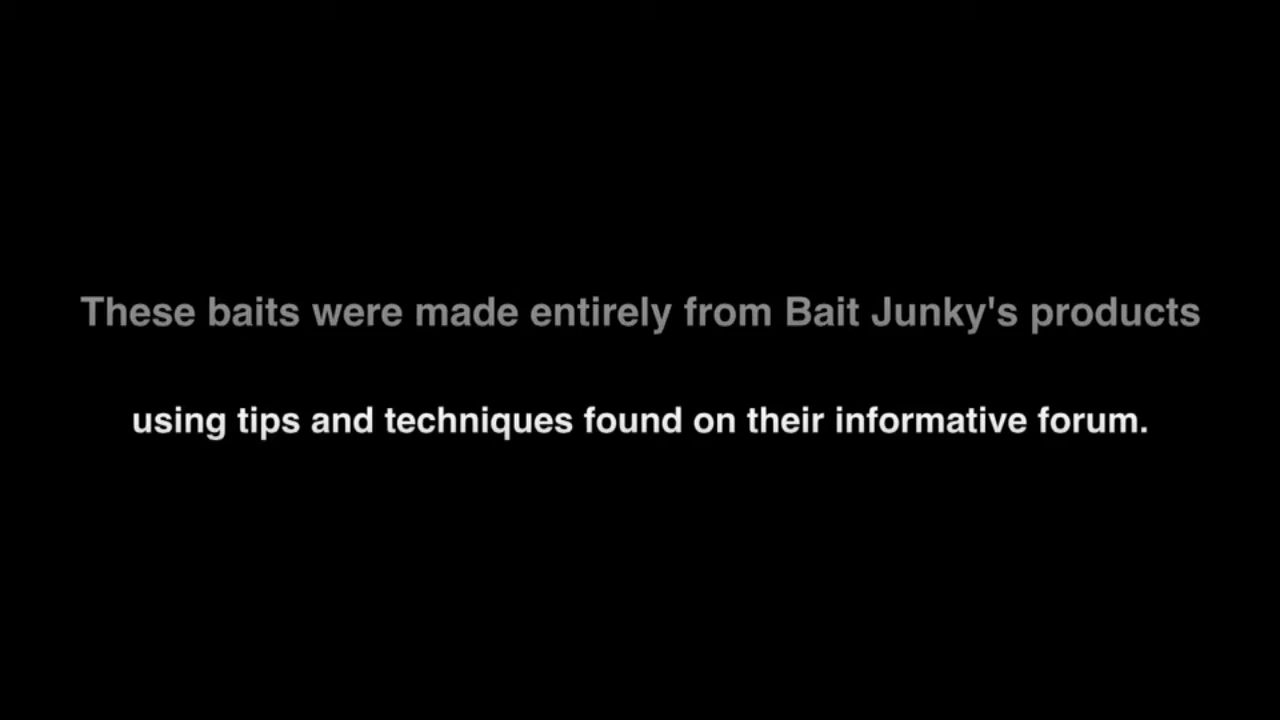 These baits were made entirely from Bait Junky's products
using tips and techniques found on their informative forum.